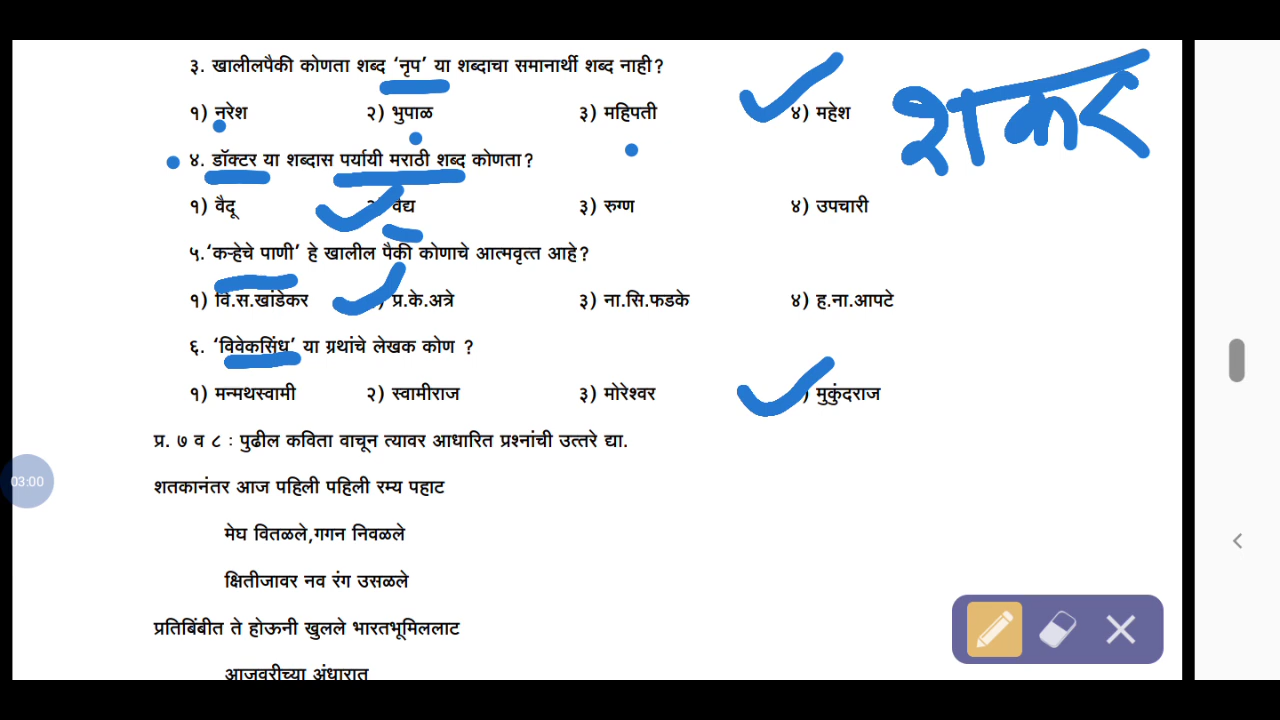 ३. खालीलपैकी कोणता शब्द ‘नृप’ या शब्दाचा समानार्थी शब्द नाही?
शंकर
१) नरेश २) भुपाळ ३) महिपती ४) महेश
४. डॉक्टर या शब्दास पर्यायी मराठी शब्द कोणता?
१) वैदू वैद्य ३) रुग्ण ४) उपचारी
५.‘कऱ्हेचे पाणी’ हे खालील पैकी कोणाचे आत्मवृत्त आहे?
१) वि.स.खांडेकर प्र.के.अत्रे ३) ना.सि.फडके ४) ह.ना.आपटे
६. ‘विवेकसिंधु’ या ग्रथांचे लेखक कोण ?
१) मन्मथस्वामी २) स्वामीराज ३) मोरेश्वर मुकुंदराज
प्र. ७ व ८ : पुढील कविता वाचून त्यावर आधारित प्रश्नांची उत्तरे द्या.
03:00
शतकानंतर आज पहिली पहिली रम्य पहाट
मेघ वितळले,गगन निवळले
क्षितीजावर नव रंग उसळले
प्रतिबिंबीत ते होऊनी खुलले भारतभूमिललाट
आजवरीच्या अंधारात